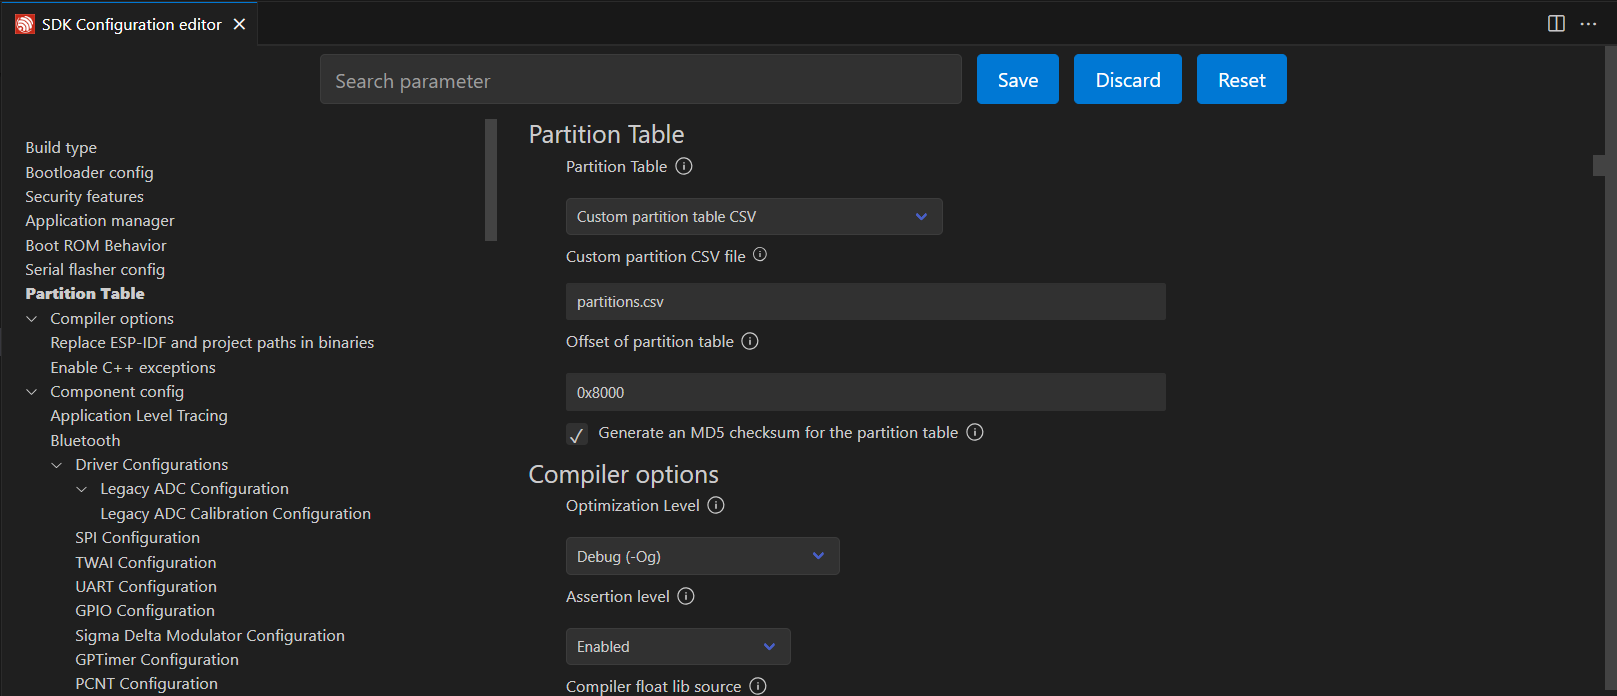 SDK Configuration editor
Search parameter
Save
Discard
Reset
Build type
Bootloader config
Security features
Application manager
Boot ROM Behavior
Serial flasher config
Partition Table
Compiler options
Replace ESP-IDF and project paths in binaries
Enable C++ exceptions
Component config
Application Level Tracing
Bluetooth
Driver Configurations
Legacy ADC Configuration
Legacy ADC Calibration Configuration
SPI Configuration
TWAI Configuration
UART Configuration
GPIO Configuration
Sigma Delta Modulator Configuration
GPTimer Configuration
PCNT Configuration
Partition Table
Partition Table
Custom partition table CSV
Custom partition CSV file
partitions.csv
Offset of partition table
0x8000
Generate an MD5 checksum for the partition table
Compiler options
Optimization Level
Debug (-Og)
Assertion level
Enabled
Compiler float lib source